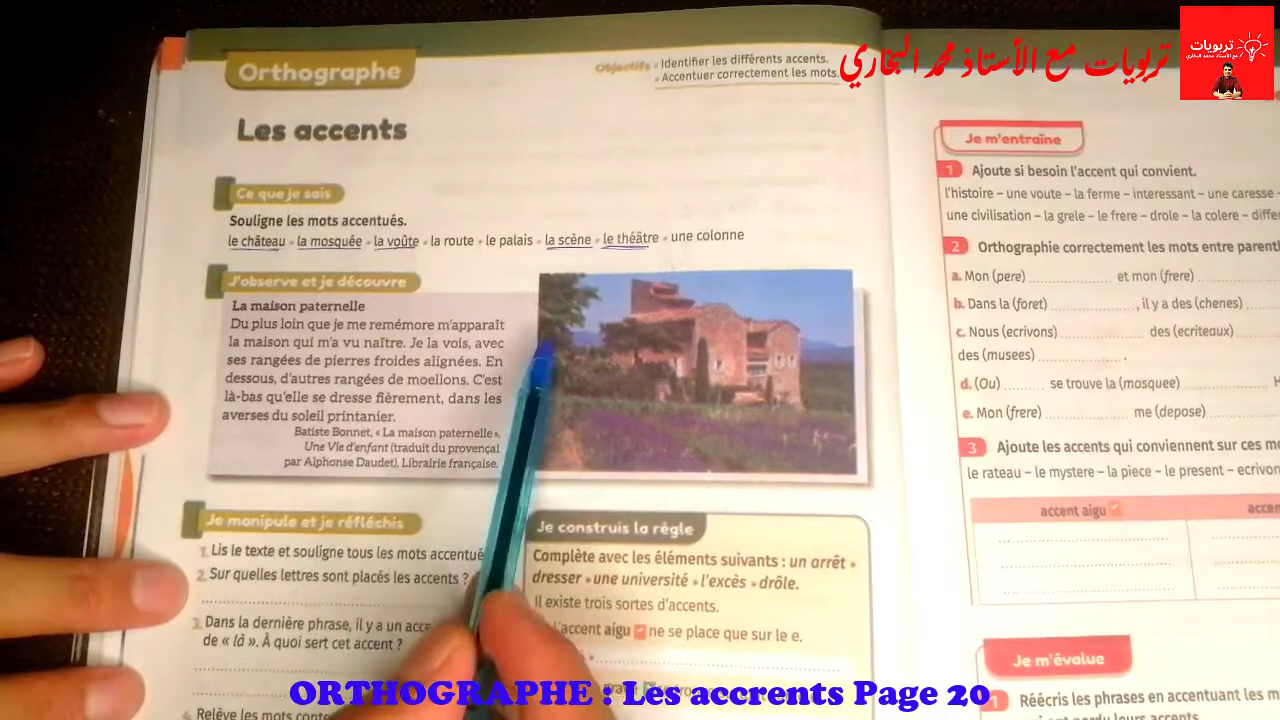 تربويات مع الأستاذ محمد البخاري
تربويات
مع الأستاذ محمد البخاري
Orthographe
Objectifs • Identifier les différents accents.
• Accentuer correctement les mots.
Les accents
Ce que je sais
Souligne les mots accentués.
le château • la mosquée • la voûte • la route • le palais • la scène • le théâtre • une colonne
J'observe et je découvre
La maison paternelle
Du plus loin que je me remémore m'apparaît
la maison qui m'a vu naître. Je la vois, avec
ses rangées de pierres froides alignées. En
dessous, d'autres rangées de moellons. C'est
là-bas qu'elle se dresse fièrement, dans les
averses du soleil printanier.
Batiste Bonnet, « La maison paternelle »,
Une Vie d'enfant (traduit du provençal
par Alphonse Daudet), Librairie française.
Je manipule et je réfléchis
1. Lis le texte et souligne tous les mots accentué
2. Sur quelles lettres sont placés les accents ?
3. Dans la dernière phrase, il y a un acc
de « là ». À quoi sert cet accent ?
4. Relève les mots
Je construis la règle
Complète avec les éléments suivants : un arrêt •
dresser • une université • l'excès • drôle.
Il existe trois sortes d'accents.
l'accent aigu ne se place que sur le e.
Je m'entraîne
1 Ajoute si besoin l'accent qui convient.
l'histoire – une voute – la ferme – interessant – une caresse -
une civilisation – la grele – le frere – drole – la colere – differe
2 Orthographie correctement les mots entre parent
a. Mon (pere) ........ et mon (frere) ........
b. Dans la (foret) ........, il y a des (chenes) ........
c. Nous (ecrivons) ........ des (ecriteaux) ........
des (musees) ........ .
d. (Ou) ........ se trouve la (mosquee) ........
e. Mon (frere) ........ me (depose) ........
3 Ajoute les accents qui conviennent sur ces m
le rateau – le mystere – la piece – le present – ecrivon
accent aigu
accen
Je m'évalue
1 Réécris les phrases en accentuant les m
ORTHOGRAPHE : Les accrents Page 20